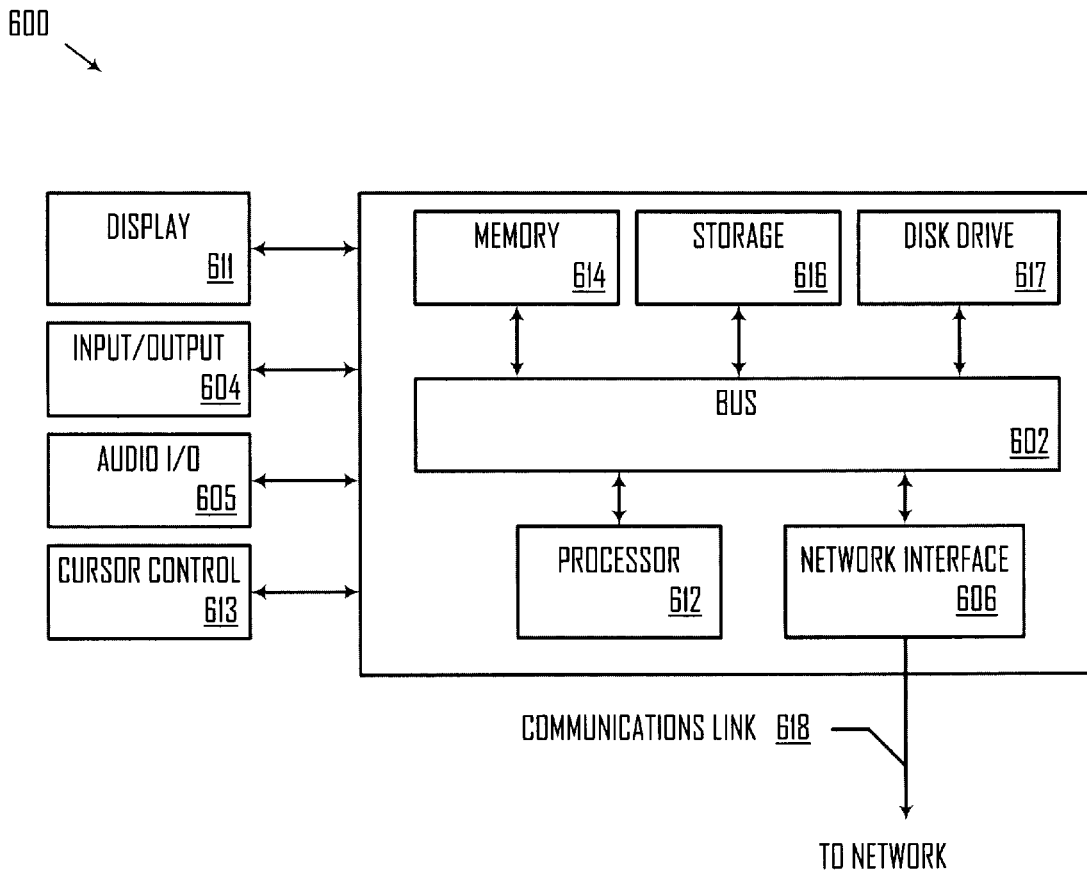 600
DISPLAY
611
INPUT/OUTPUT
604
AUDIO I/O
605
CURSOR CONTROL
613
MEMORY
614
STORAGE
616
DISK DRIVE
617
BUS
602
PROCESSOR
612
NETWORK INTERFACE
606
COMMUNICATIONS LINK 618
TO NETWORK